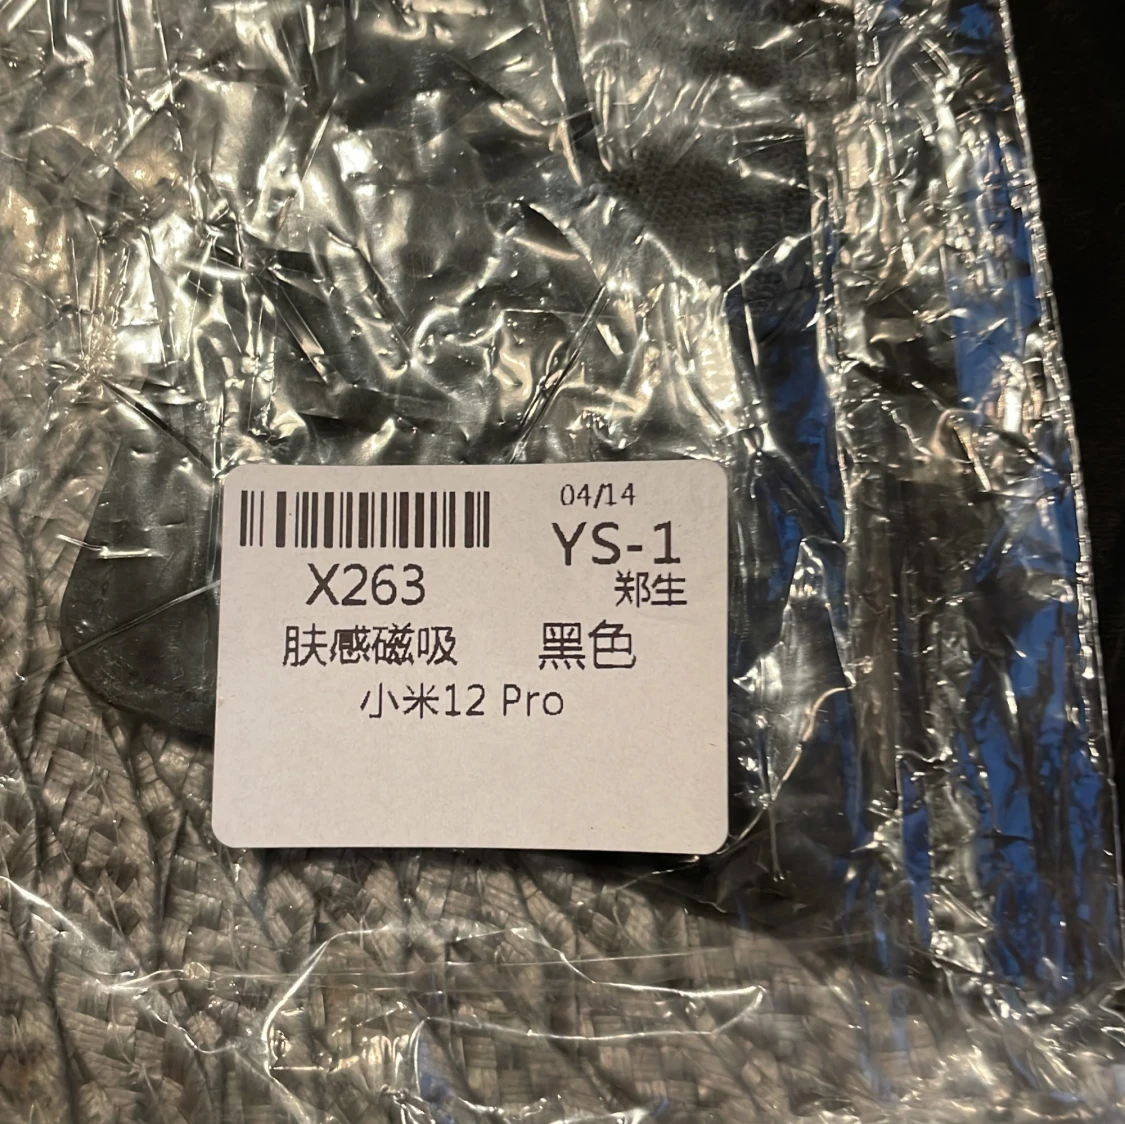 04/14
YS-1
X263
郑生
肤感磁吸 黑色
小米12 Pro